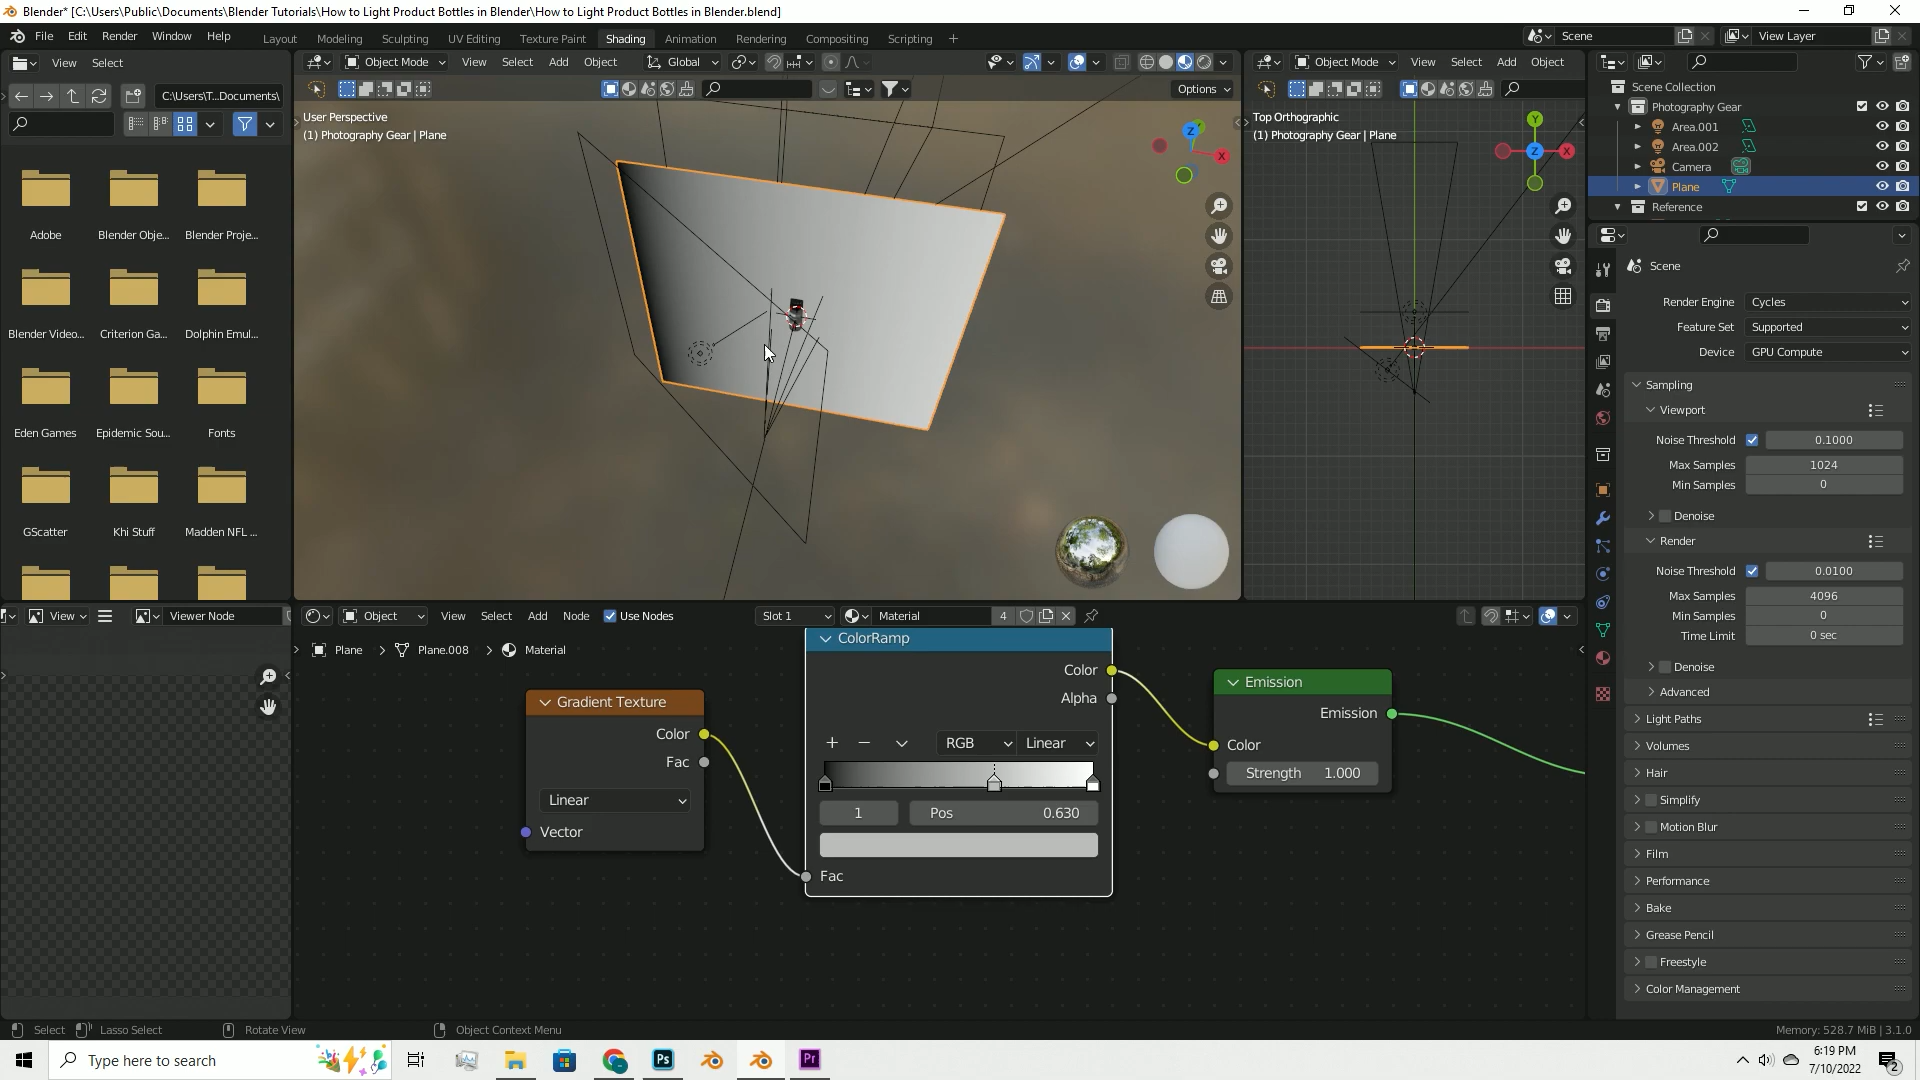 Blender* [C:\Users\Public\Documents\Blender Tutorials\How to Light Product Bottles in Blender\How to Light Product Bottles in Blender.blend]
File Edit Render Window Help Layout Modeling Sculpting UV Editing Texture Paint Shading Animation Rendering Compositing Scripting Scene View Layer
View Select Object Mode View Select Add Object Global Object Mode View Select Add Object
C:\Users\T...Documents\ Options
Scene Collection
Photography Gear
Area.001
Area.002
Camera
Plane
Reference
User Perspective
(1) Photography Gear | Plane
Z X
Top Orthographic
(1) Photography Gear | Plane
Y Z X
Adobe Blender Obje... Blender Proje...
Blender Video... Criterion Ga... Dolphin Emul...
Eden Games Epidemic Sou... Fonts
GScatter Khi Stuff Madden NFL ...
Scene
Render Engine Cycles
Feature Set Supported
Device GPU Compute
Sampling
Viewport
Noise Threshold 0.1000
Max Samples 1024
Min Samples 0
Denoise
Render
Noise Threshold 0.0100
Max Samples 4096
Min Samples 0
Time Limit 0 sec
Denoise
Advanced
Light Paths
Volumes
Hair
Simplify
Motion Blur
Film
Performance
Bake
Grease Pencil
Freestyle
Color Management
View Viewer Node
Object View Select Add Node Use Nodes Slot 1 Material 4
Plane > Plane.008 > Material
Gradient Texture
Color
Fac
Linear
Vector
ColorRamp
Color
Alpha
+ − RGB Linear
1 Pos 0.630
Fac
Emission
Emission
Color
Strength 1.000
Select Lasso Select Rotate View Object Context Menu Memory: 528.7 MiB | 3.1.0
Type here to search Ps Pr
6:19 PM
7/10/2022
2